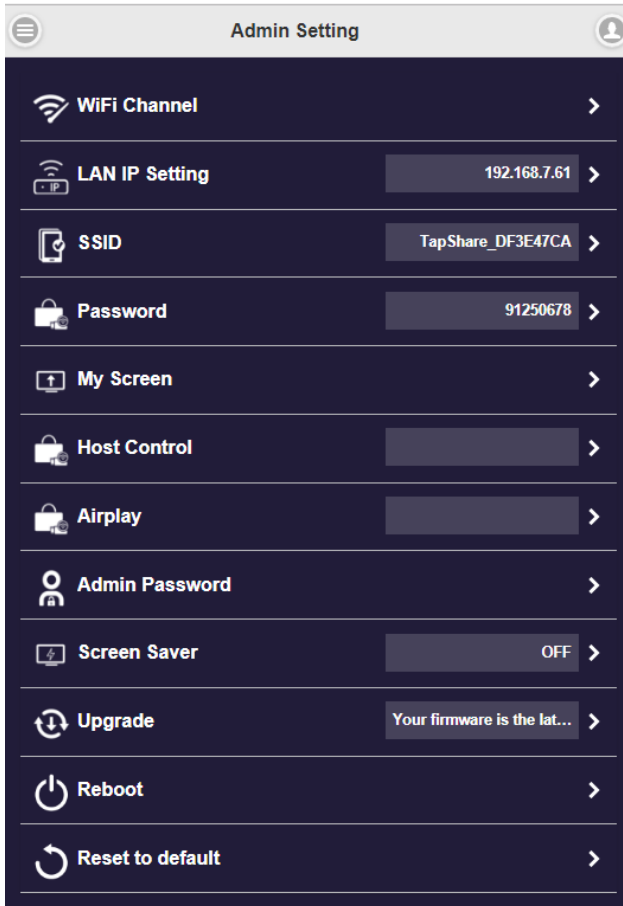 Admin Setting
WiFi Channel
LAN IP Setting 192.168.7.61
IP
SSID TapShare_DF3E47CA
Password 91250678
My Screen
Host Control
Airplay
Admin Password
Screen Saver OFF
Upgrade Your firmware is the lat...
Reboot
Reset to default